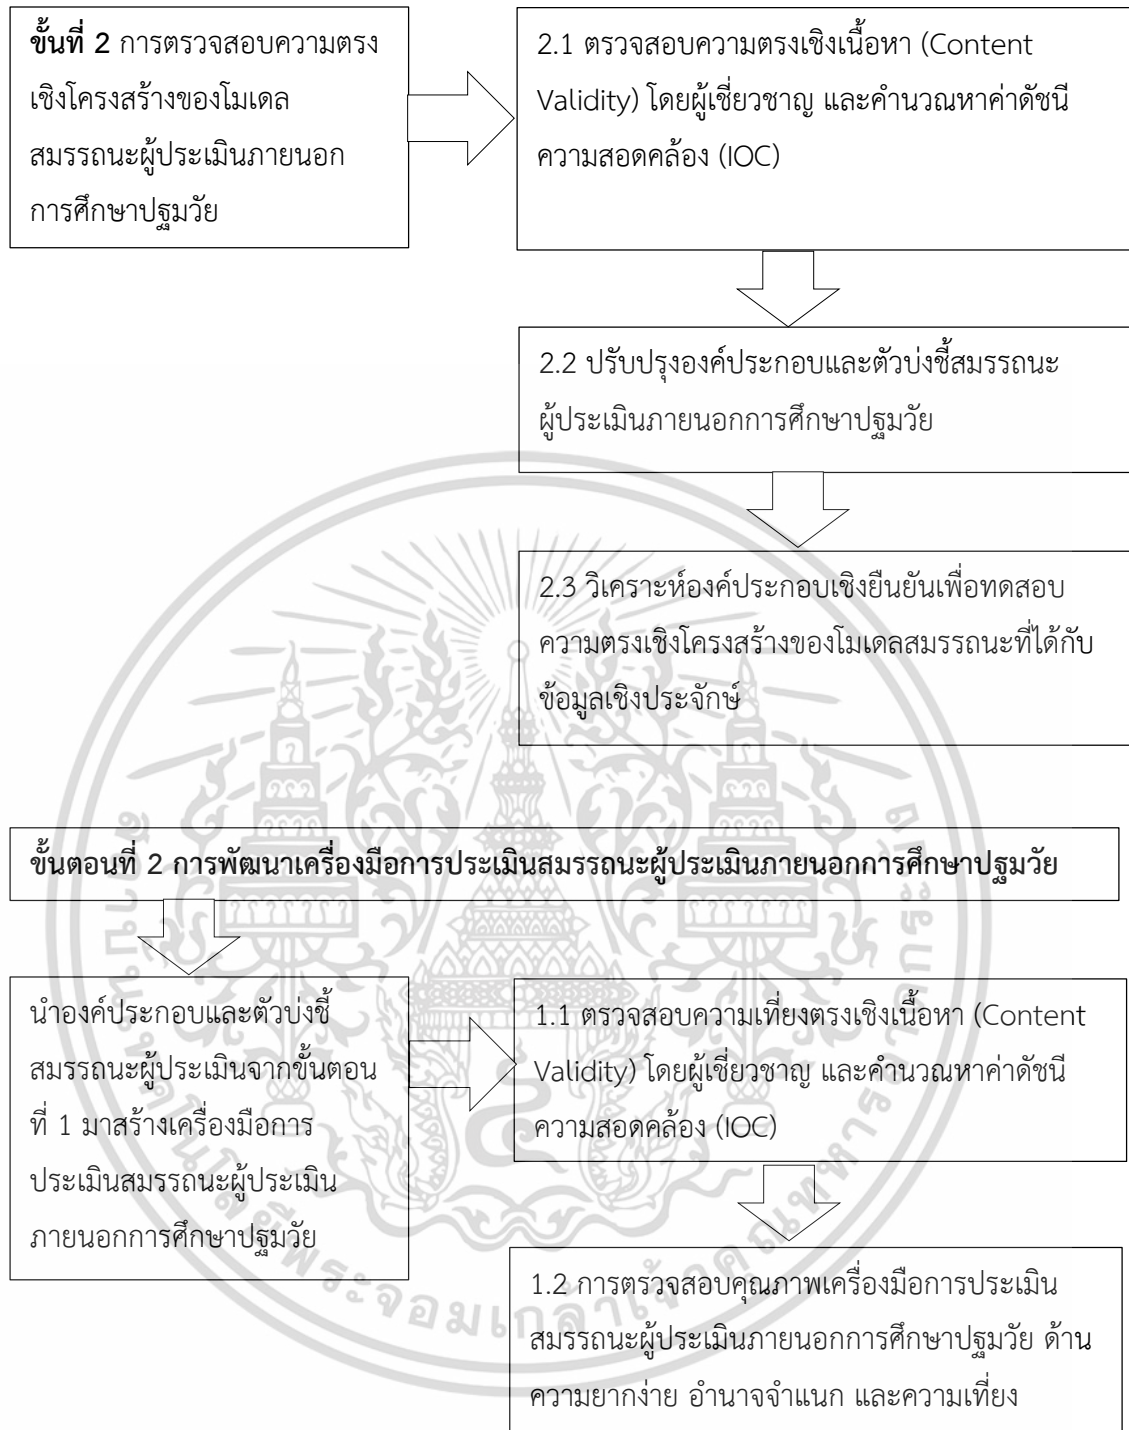 ขั้นที่ 2 การตรวจสอบความตรง
เชิงโครงสร้างของโมเดล
สมรรถนะผู้ประเมินภายนอก
การศึกษาปฐมวัย
2.1 ตรวจสอบความตรงเชิงเนื้อหา (Content
Validity) โดยผู้เชี่ยวชาญ และคำนวณหาค่าดัชนี
ความสอดคล้อง (IOC)
2.2 ปรับปรุงองค์ประกอบและตัวบ่งชี้สมรรถนะ
ผู้ประเมินภายนอกการศึกษาปฐมวัย
2.3 วิเคราะห์องค์ประกอบเชิงยืนยันเพื่อทดสอบ
ความตรงเชิงโครงสร้างของโมเดลสมรรถนะที่ได้กับ
ข้อมูลเชิงประจักษ์
ขั้นตอนที่ 2 การพัฒนาเครื่องมือการประเมินสมรรถนะผู้ประเมินภายนอกการศึกษาปฐมวัย
นำองค์ประกอบและตัวบ่งชี้
สมรรถนะผู้ประเมินจากขั้นตอน
ที่ 1 มาสร้างเครื่องมือการ
ประเมินสมรรถนะผู้ประเมิน
ภายนอกการศึกษาปฐมวัย
1.1 ตรวจสอบความเที่ยงตรงเชิงเนื้อหา (Content
Validity) โดยผู้เชี่ยวชาญ และคำนวณหาค่าดัชนี
ความสอดคล้อง (IOC)
1.2 การตรวจสอบคุณภาพเครื่องมือการประเมิน
สมรรถนะผู้ประเมินภายนอกการศึกษาปฐมวัย ด้าน
ความยากง่าย อำนาจจำแนก และความเที่ยง